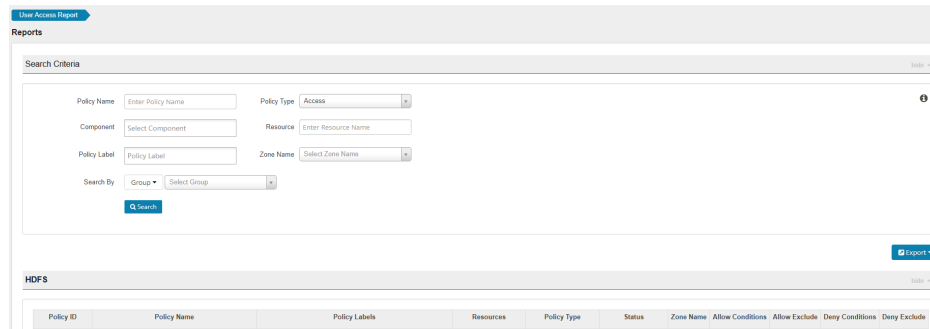 User Access Report
Reports
Search Criteria hide
Policy Name Enter Policy Name Policy Type Access
Component Select Component Resource Enter Resource Name
Policy Label Policy Label Zone Name Select Zone Name
Search By Group Select Group
Search
Export
HDFS hide
Policy ID Policy Name Policy Labels Resources Policy Type Status Zone Name Allow Conditions Allow Exclude Deny Conditions Deny Exclude